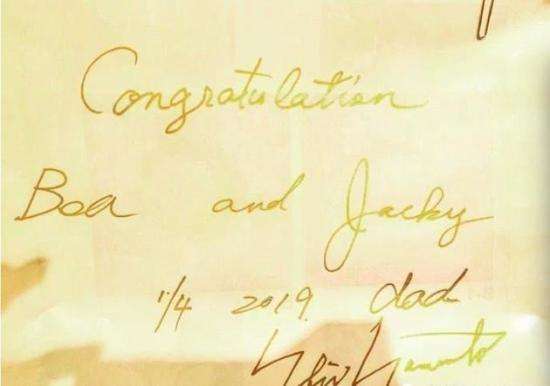 Congratulation
Boa and Jacky
1/4 2019. dad